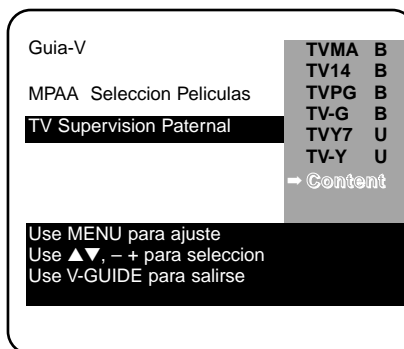 Guia-V
MPAA Seleccion Peliculas
TV Supervision Paternal
TVMA B
TV14 B
TVPG B
TV-G B
TVY7 U
TV-Y U
➡ Content
Use MENU para ajuste
Use ▲▼, – + para seleccion
Use V-GUIDE para salirse